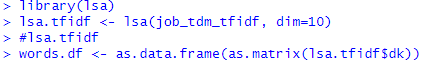 > library(lsa)
> lsa.tfidf <- lsa(job_tdm_tfidf, dim=10)
> #lsa.tfidf
> words.df <- as.data.frame(as.matrix(lsa.tfidf$dk))